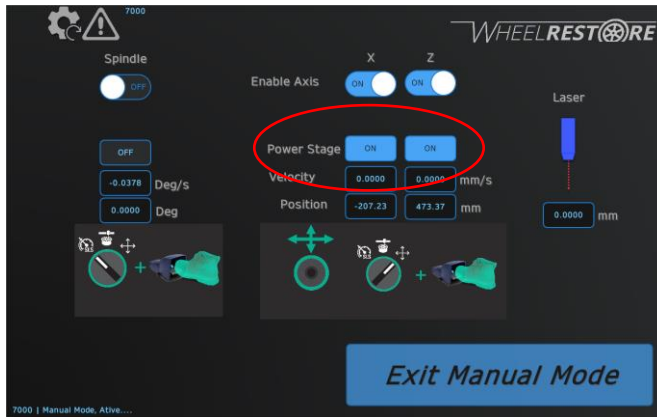 7000
WHEELRESTORE
Spindle
X Z
Enable Axis ON ON
OFF
Laser
Power Stage ON ON
OFF
Velocity 0.0000 0.0000 mm/s
-0.0378 Deg/s
Position -207.23 473.37 mm
0.0000 Deg
0.0000 mm
SLS
SLS
Exit Manual Mode
7000 | Manual Mode, Ative....